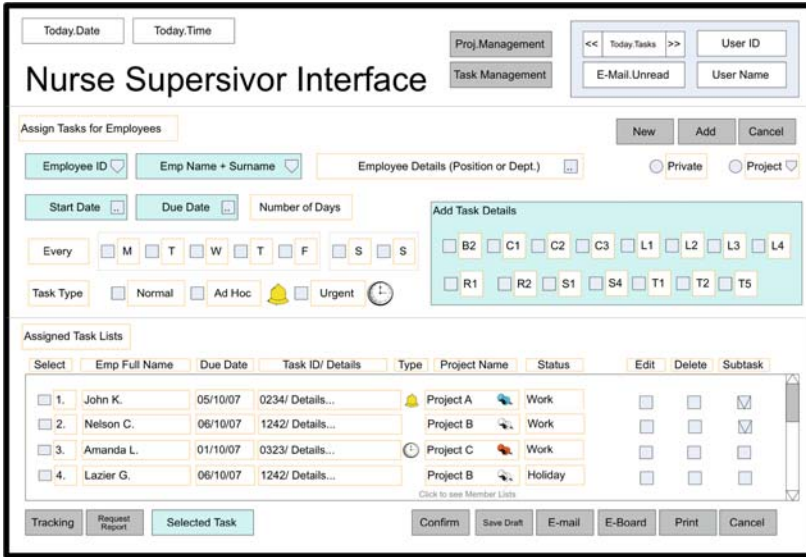 Today.Date Today.Time
Proj.Management << Today.Tasks >> User ID
Task Management E-Mail.Unread User Name
Nurse Supersivor Interface
Assign Tasks for Employees
New Add Cancel
Employee ID Emp Name + Surname Employee Details (Position or Dept.) .. Private Project
Start Date .. Due Date .. Number of Days
Add Task Details
Every M T W T F S S
B2 C1 C2 C3 L1 L2 L3 L4
R1 R2 S1 S4 T1 T2 T5
Task Type Normal Ad Hoc Urgent
Assigned Task Lists
Select Emp Full Name Due Date Task ID/ Details Type Project Name Status Edit Delete Subtask
1. John K. 05/10/07 0234/ Details... Project A Work
2. Nelson C. 06/10/07 1242/ Details... Project B Work
3. Amanda L. 01/10/07 0323/ Details... Project C Work
4. Lazier G. 06/10/07 1242/ Details... Project B Holiday
Click to see Member Lists
Tracking Request Report Selected Task Confirm Save Draft E-mail E-Board Print Cancel